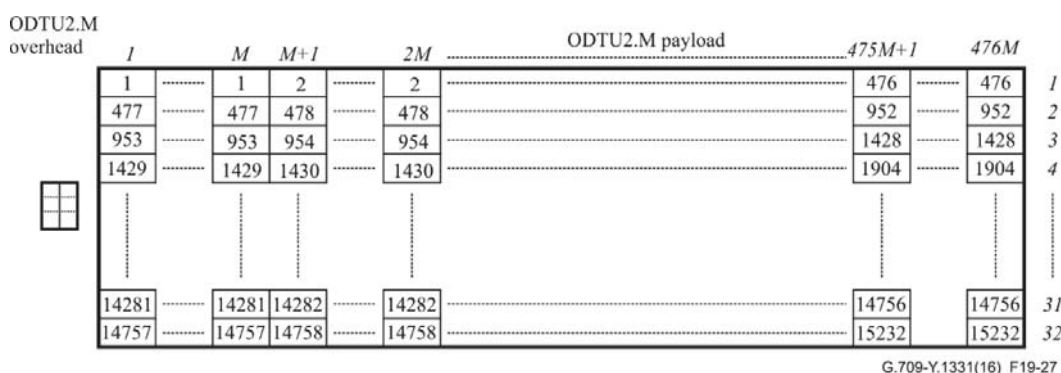 ODTU2.M
overhead
1 M M+1 2M ODTU2.M payload 475M+1 476M
1 1 2 2 476 476 1
477 477 478 478 952 952 2
953 953 954 954 1428 1428 3
1429 1429 1430 1430 1904 1904 4
14281 14281 14282 14282 14756 14756 31
14757 14757 14758 14758 15232 15232 32
G.709-Y.1331(16)_F19-27